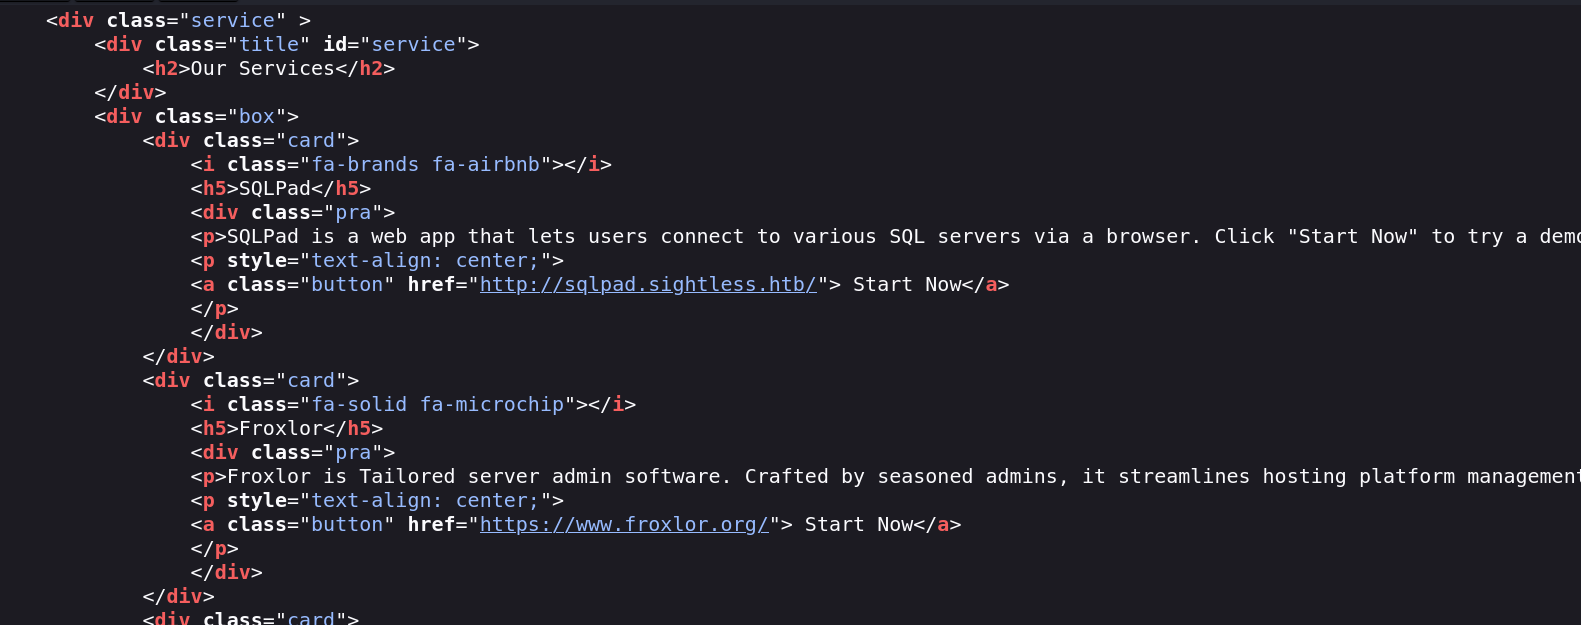 <div class="service" >
<div class="title" id="service">
<h2>Our Services</h2>
</div>
<div class="box">
<div class="card">
<i class="fa-brands fa-airbnb"></i>
<h5>SQLPad</h5>
<div class="pra">
<p>SQLPad is a web app that lets users connect to various SQL servers via a browser. Click "Start Now" to try a demo
<p style="text-align: center;">
<a class="button" href="http://sqlpad.sightless.htb/"> Start Now</a>
</p>
</div>
</div>
<div class="card">
<i class="fa-solid fa-microchip"></i>
<h5>Froxlor</h5>
<div class="pra">
<p>Froxlor is Tailored server admin software. Crafted by seasoned admins, it streamlines hosting platform management
<p style="text-align: center;">
<a class="button" href="https://www.froxlor.org/"> Start Now</a>
</p>
</div>
</div>
<div class="card">